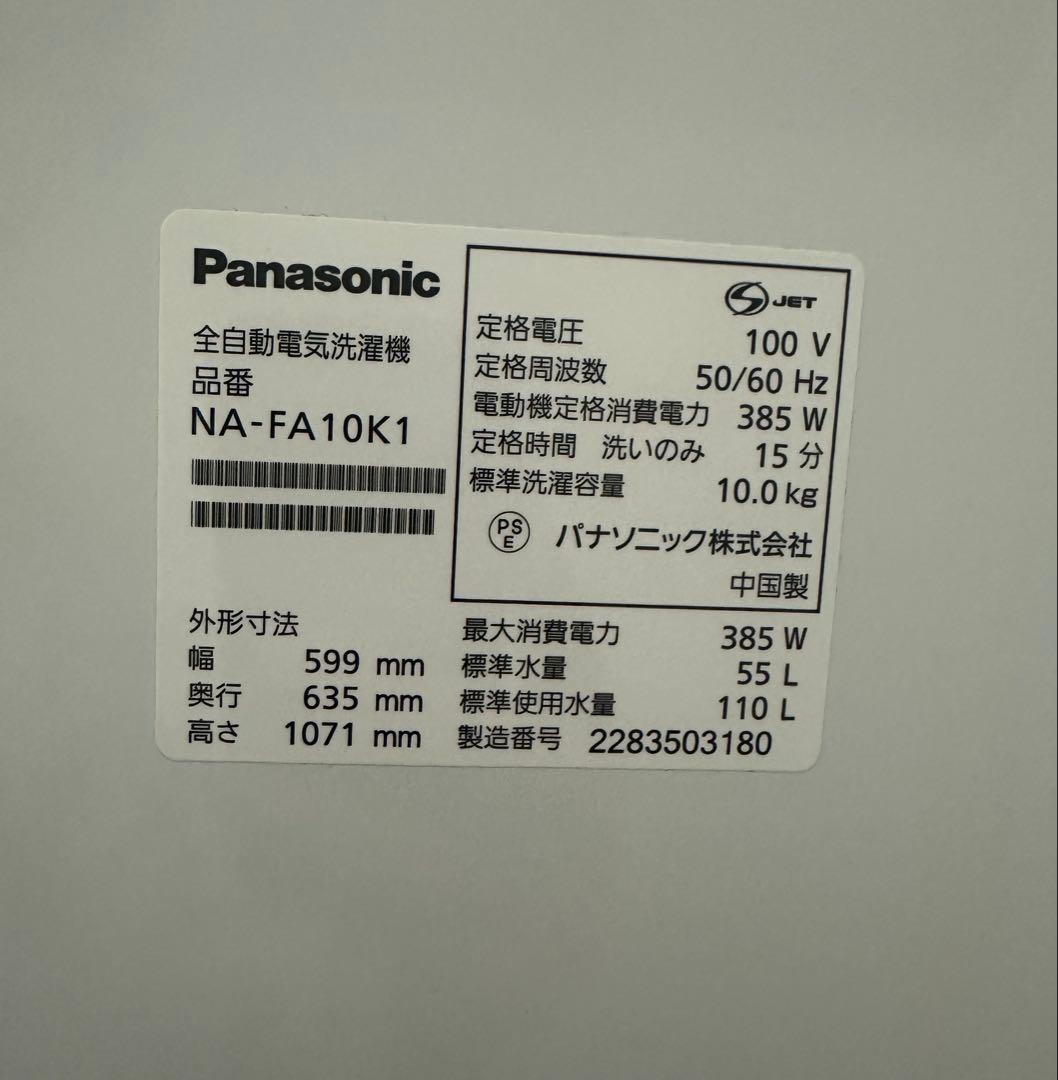 Panasonic
全自動電気洗濯機
品番
NA-FA10K1
外形寸法
幅 599 mm
奥行 635 mm
高さ 1071 mm
JET
定格電圧 100 V
定格周波数 50/60 Hz
電動機定格消費電力 385 W
定格時間 洗いのみ 15 分
標準洗濯容量 10.0 kg
PSE パナソニック株式会社
中国製
最大消費電力 385 W
標準水量 55 L
標準使用水量 110 L
製造番号 2283503180